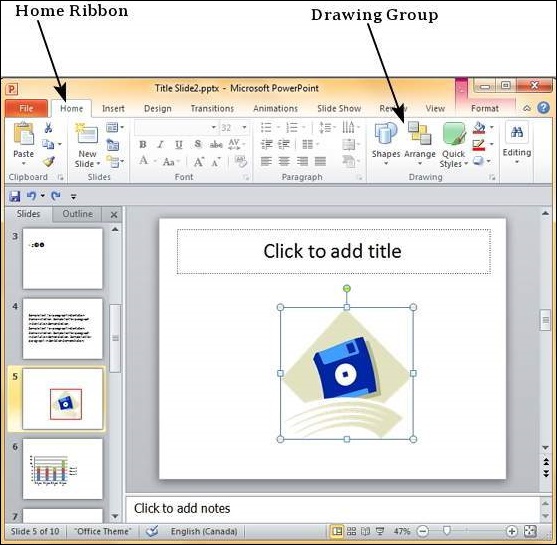 Home Ribbon
Drawing Group
Title Slide2.pptx - Microsoft PowerPoint
File Home Insert Design Transitions Animations Slide Show View Format
Paste New Slide 32 Shapes Arrange Quick Styles Editing
B I U S abc AV
A Aa A A
Clipboard Slides Font Paragraph Drawing
Slides Outline
3
4
5
6
7
Click to add title
Click to add notes
Slide 5 of 10 "Office Theme" English (Canada) 47%